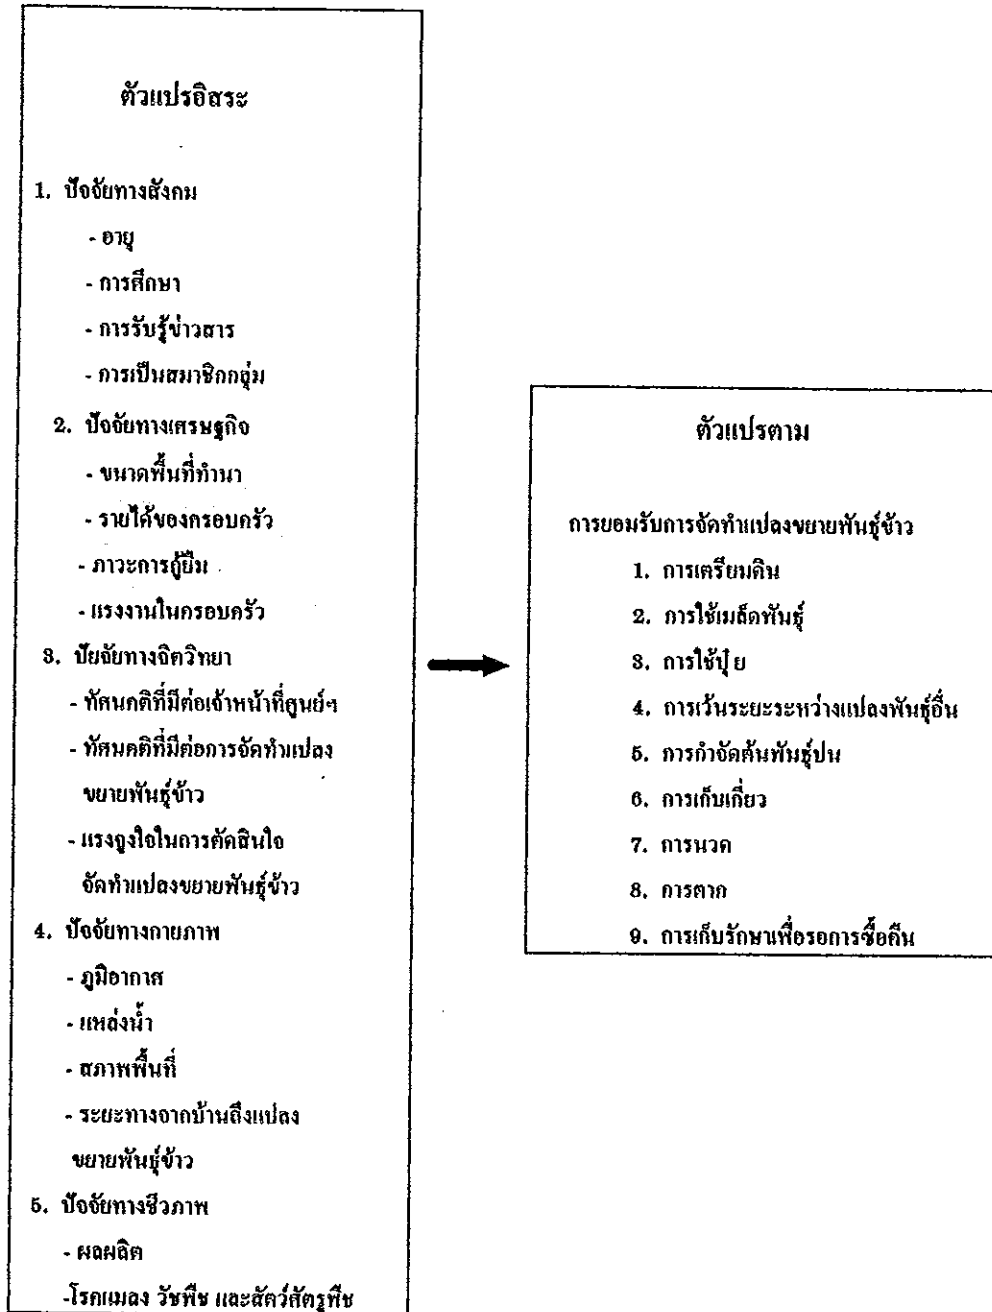 ตัวแปรอิสระ
1. ปัจจัยทางสังคม
- อายุ
- การศึกษา
- การรับรู้ข่าวสาร
- การเป็นสมาชิกกลุ่ม
2. ปัจจัยทางเศรษฐกิจ
- ขนาดพื้นที่ทำนา
- รายได้ของครอบครัว
- ภาวะการกู้ยืม
- แรงงานในครอบครัว
3. ปัยจัยทางจิตวิทยา
- ทัศนคติที่มีต่อเจ้าหน้าที่ศูนย์ฯ
- ทัศนคติที่มีต่อการจัดทำแปลง
ขยายพันธุ์ข้าว
- แรงจูงใจในการตัดสินใจ
จัดทำแปลงขยายพันธุ์ข้าว
4. ปัจจัยทางกายภาพ
- ภูมิอากาศ
- แหล่งน้ำ
- สภาพพื้นที่
- ระยะทางจากบ้านถึงแปลง
ขยายพันธุ์ข้าว
5. ปัจจัยทางชีวภาพ
- ผลผลิต
-โรคแมลง วัชพืช และสัตว์ศัตรูพืช
ตัวแปรตาม
การยอมรับการจัดทำแปลงขยายพันธุ์ข้าว
1. การเตรียมดิน
2. การใช้เมล็ดพันธุ์
3. การใช้ปุ๋ย
4. การเว้นระยะระหว่างแปลงพันธุ์อื่น
5. การกำจัดต้นพันธุ์ปน
6. การเก็บเกี่ยว
7. การนวด
8. การตาก
9. การเก็บรักษาเพื่อรอการซื้อคืน